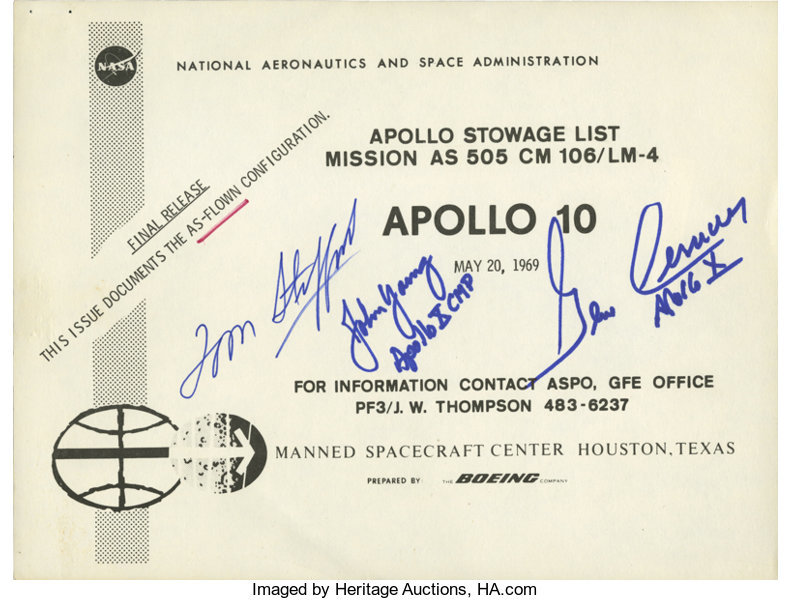 NASA
NATIONAL AERONAUTICS AND SPACE ADMINISTRATION
APOLLO STOWAGE LIST
MISSION AS 505 CM 106/LM-4
FINAL RELEASE
THIS ISSUE DOCUMENTS THE AS-FLOWN CONFIGURATION.
APOLLO 10
MAY 20, 1969
Tom Stafford
John Young
Apollo X CMP
Gene Cernan
Apollo X
FOR INFORMATION CONTACT ASPO, GFE OFFICE
PF3/J. W. THOMPSON 483-6237
MANNED SPACECRAFT CENTER HOUSTON, TEXAS
PREPARED BY THE BOEING COMPANY
Imaged by Heritage Auctions, HA.com